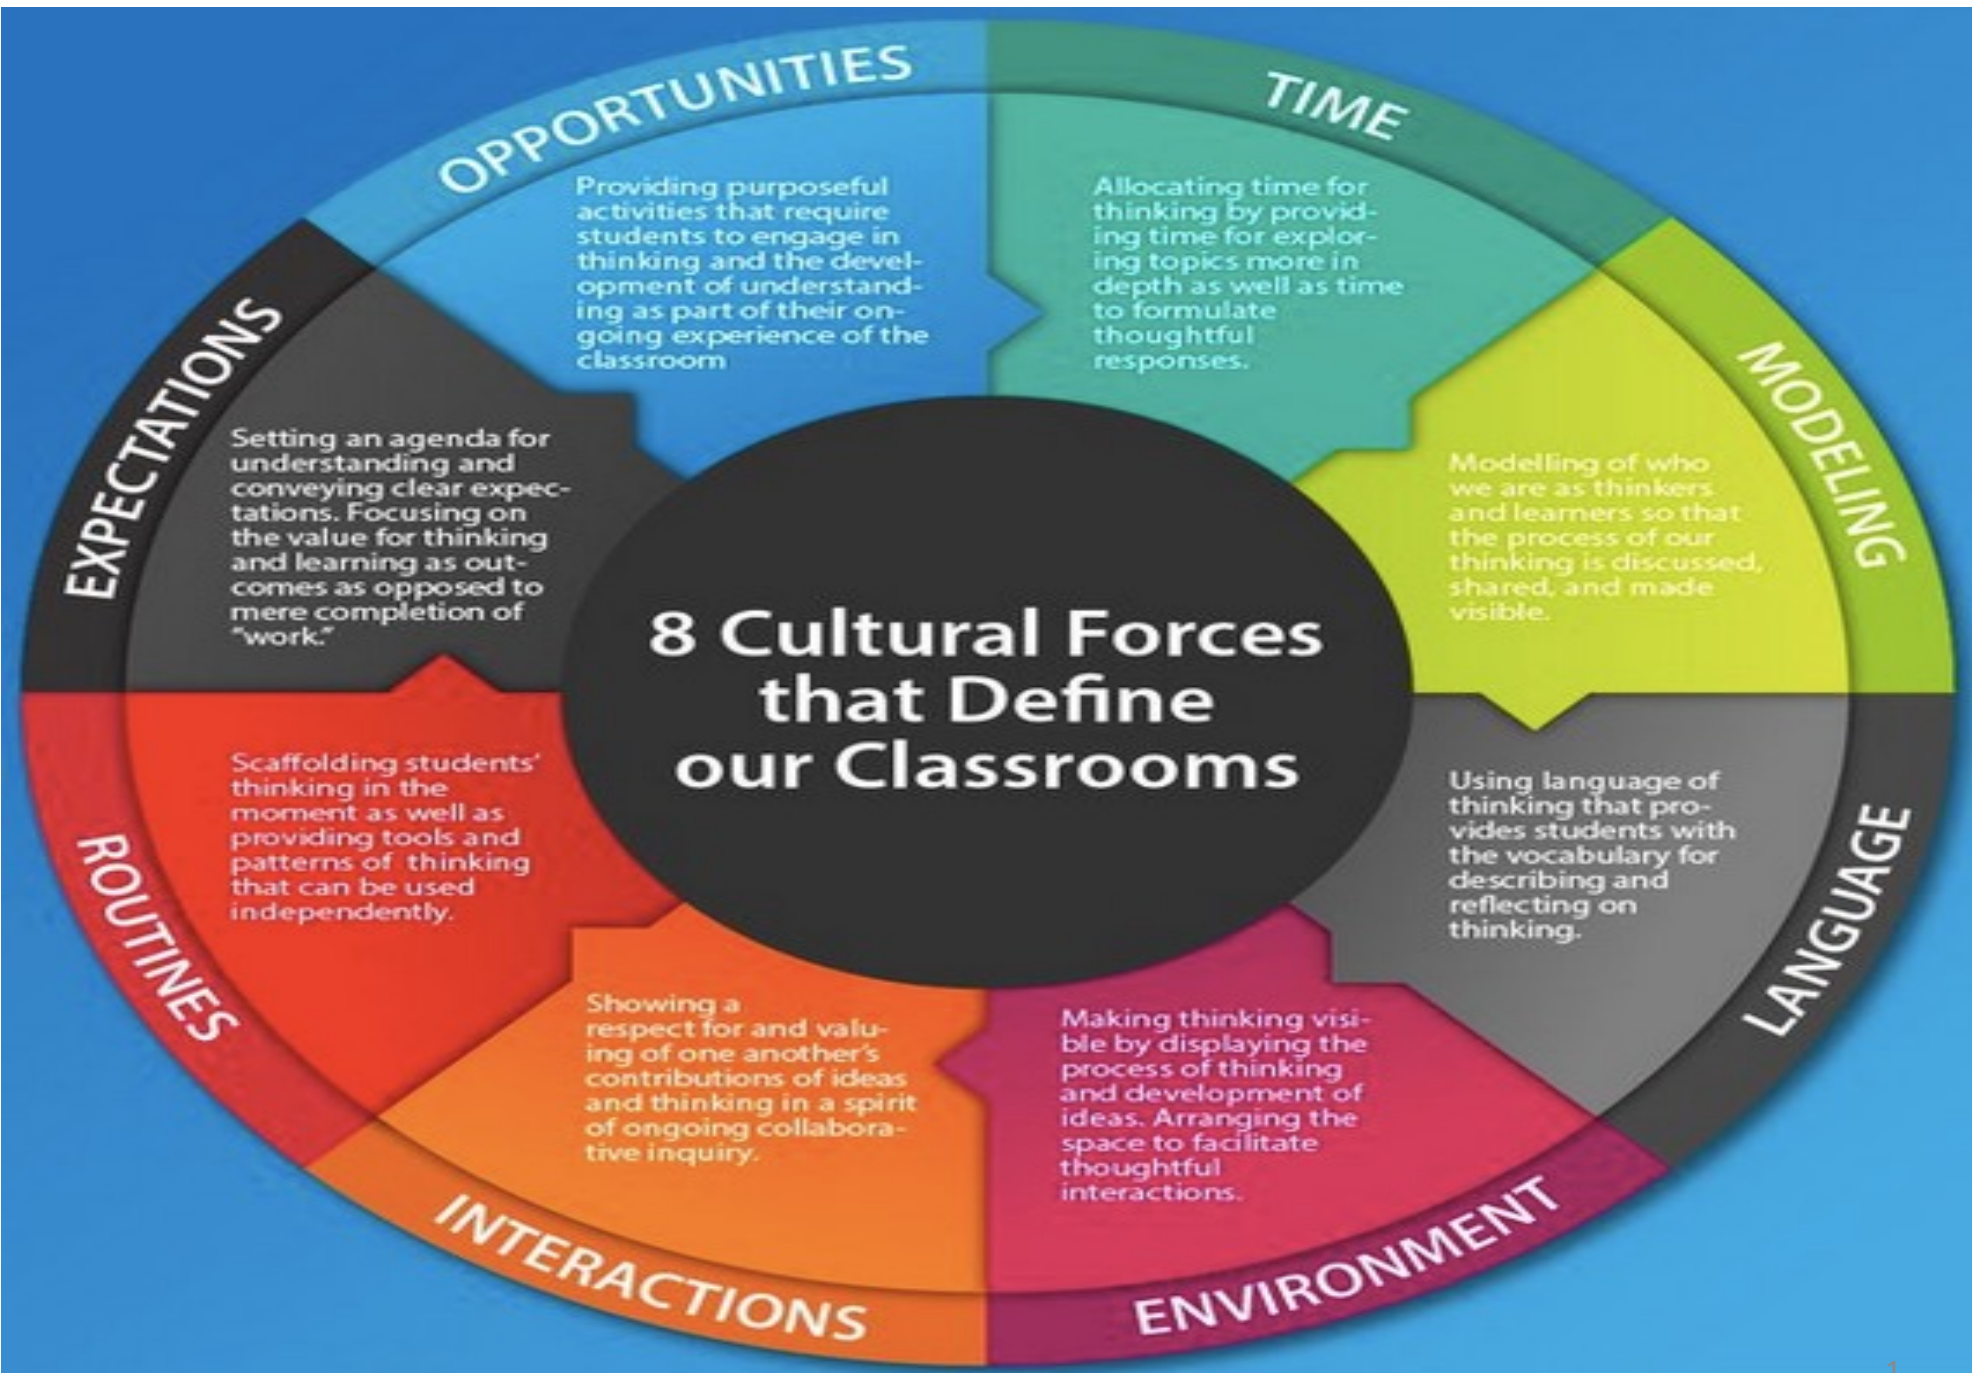 8 Cultural Forces
that Define
our Classrooms
OPPORTUNITIES
Providing purposeful
activities that require
students to engage in
thinking and the devel-
opment of understand-
ing as part of their on-
going experience of the
classroom
TIME
Allocating time for
thinking by provid-
ing time for explor-
ing topics more in
depth as well as time
to formulate
thoughtful
responses.
MODELING
Modelling of who
we are as thinkers
and learners so that
the process of our
thinking is discussed,
shared, and made
visible.
LANGUAGE
Using language of
thinking that pro-
vides students with
the vocabulary for
describing and
reflecting on
thinking.
ENVIRONMENT
Making thinking visi-
ble by displaying the
process of thinking
and development of
ideas. Arranging the
space to facilitate
thoughtful
interactions.
INTERACTIONS
Showing a
respect for and valu-
ing of one another's
contributions of ideas
and thinking in a spirit
of ongoing collabora-
tive inquiry.
ROUTINES
Scaffolding students'
thinking in the
moment as well as
providing tools and
patterns of thinking
that can be used
independently.
EXPECTATIONS
Setting an agenda for
understanding and
conveying clear expec-
tations. Focusing on
the value for thinking
and learning as out-
comes as opposed to
mere completion of
"work."
1